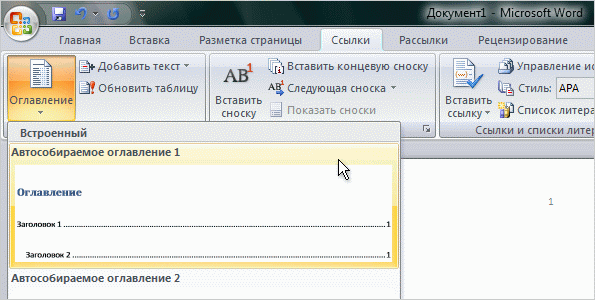 Документ1 - Microsoft Word
Главная Вставка Разметка страницы Ссылки Рассылки Рецензирование
Оглавление
Добавить текст
Обновить таблицу
AB1
Вставить сноску
Вставить концевую сноску
Следующая сноска
Показать сноски
Вставить ссылку
Управление ис
Стиль: APA
Список литера
Ссылки и списки литер
Встроенный
Автособираемое оглавление 1
Оглавление
Заголовок 1 1
Заголовок 2 1
Автособираемое оглавление 2
1